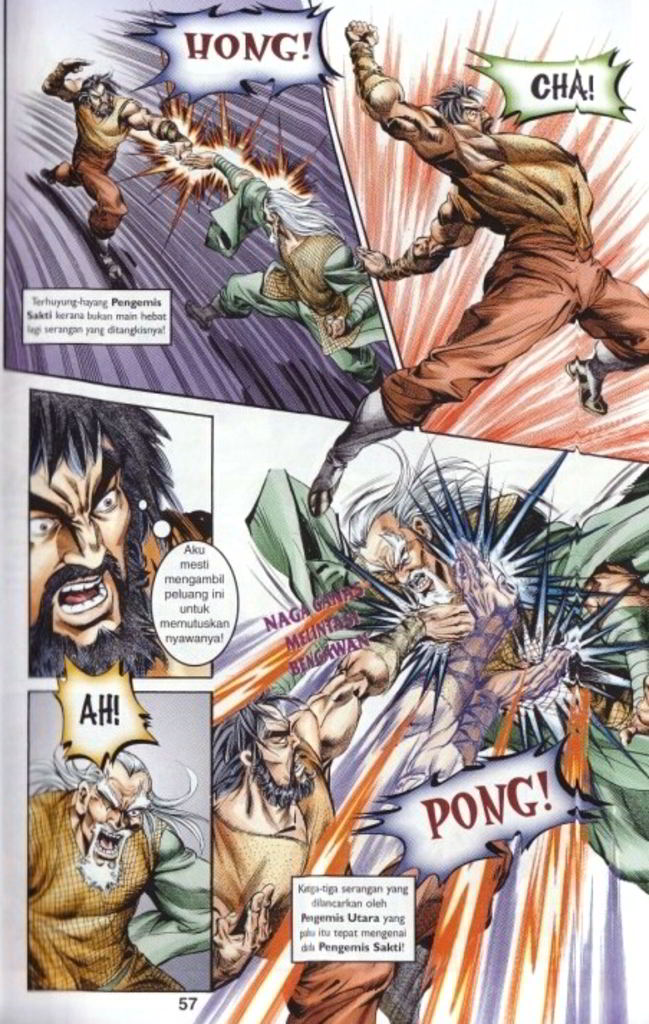 HONG!
CHA!
Terhuyung-hayang Pengemis
Sakti kerana bukan main hebat
lagi serangan yang ditangkisnya!
Aku
mesti
mengambil
peluang ini
untuk
memutuskan
nyawanya!
NAGA GANAS
MELINTASI
BENGAWAN
AH!
PONG!
Ketiga-tiga serangan yang
dilancarkan oleh
Pengemis Utara yang
palsu itu tepat mengenai
dada Pengemis Sakti!
57